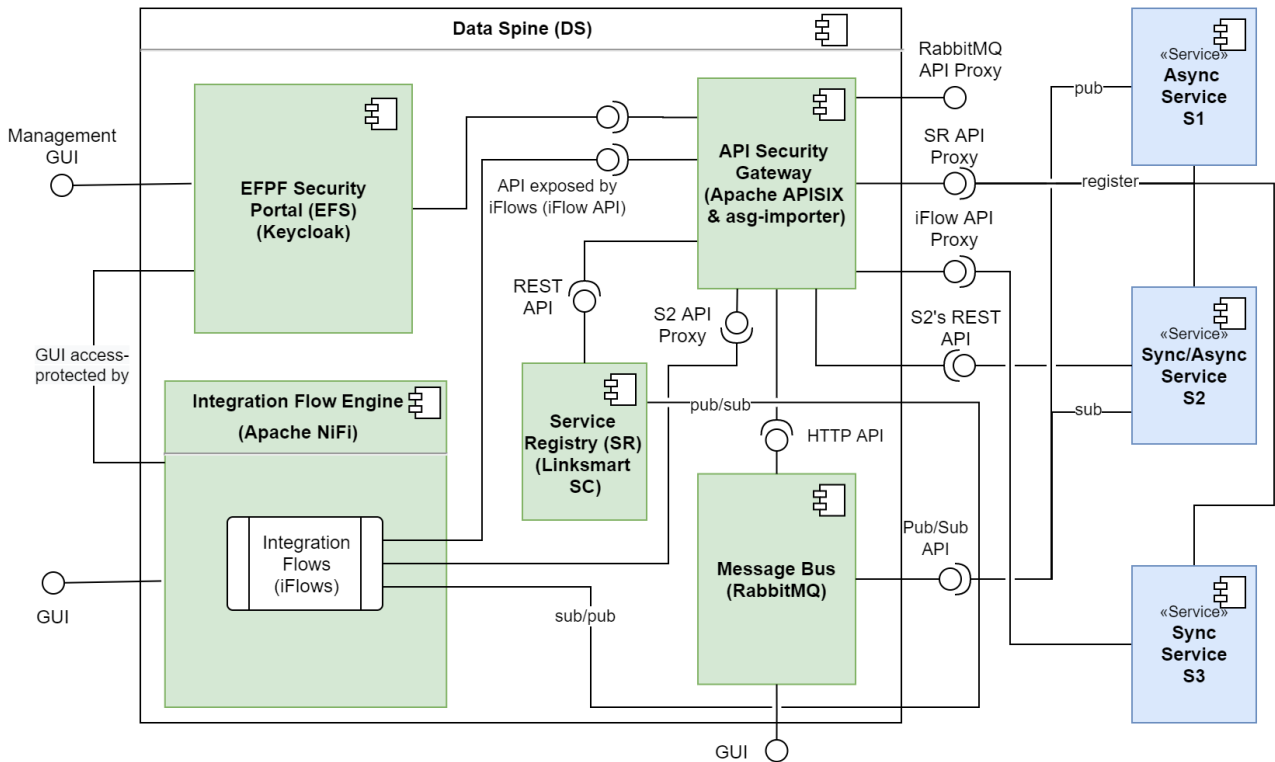 Data Spine (DS)
RabbitMQ
API Proxy
«Service»
Async
Service
S1
pub
Management
GUI
EFPF Security
Portal (EFS)
(Keycloak)
API exposed by
iFlows (iFlow API)
API Security
Gateway
(Apache APISIX
& asg-importer)
SR API
Proxy
register
iFlow API
Proxy
REST
API
S2 API
Proxy
S2's REST
API
«Service»
Sync/Async
Service
S2
sub
GUI access-
protected by
Integration Flow Engine
(Apache NiFi)
Service
Registry (SR)
(Linksmart
SC)
pub/sub
HTTP API
Integration
Flows
(iFlows)
Message Bus
(RabbitMQ)
Pub/Sub
API
GUI
sub/pub
«Service»
Sync
Service
S3
GUI